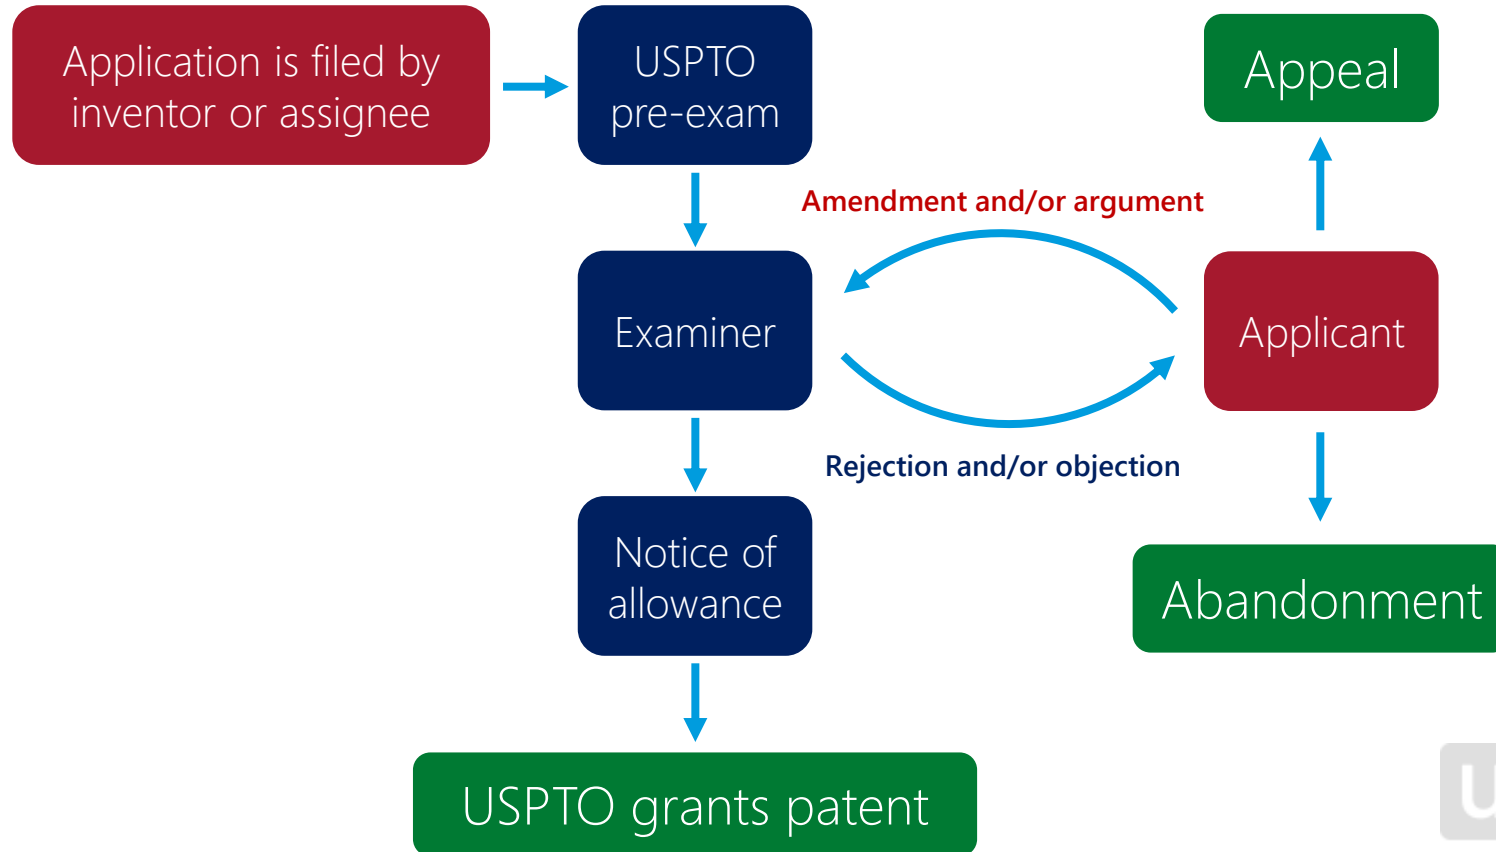 Application is filed by
inventor or assignee
USPTO
pre-exam
Appeal
Amendment and/or argument
Examiner
Applicant
Rejection and/or objection
Notice of
allowance
Abandonment
USPTO grants patent